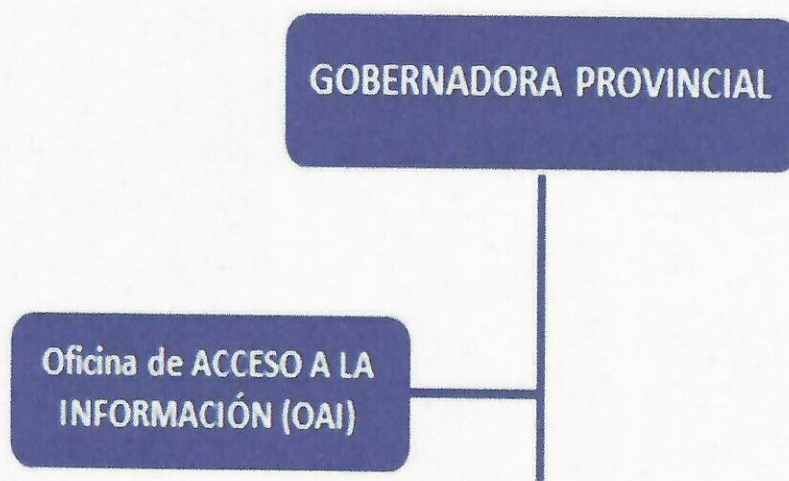 GOBERNADORA PROVINCIAL
Oficina de ACCESO A LA
INFORMACIÓN (OAI)